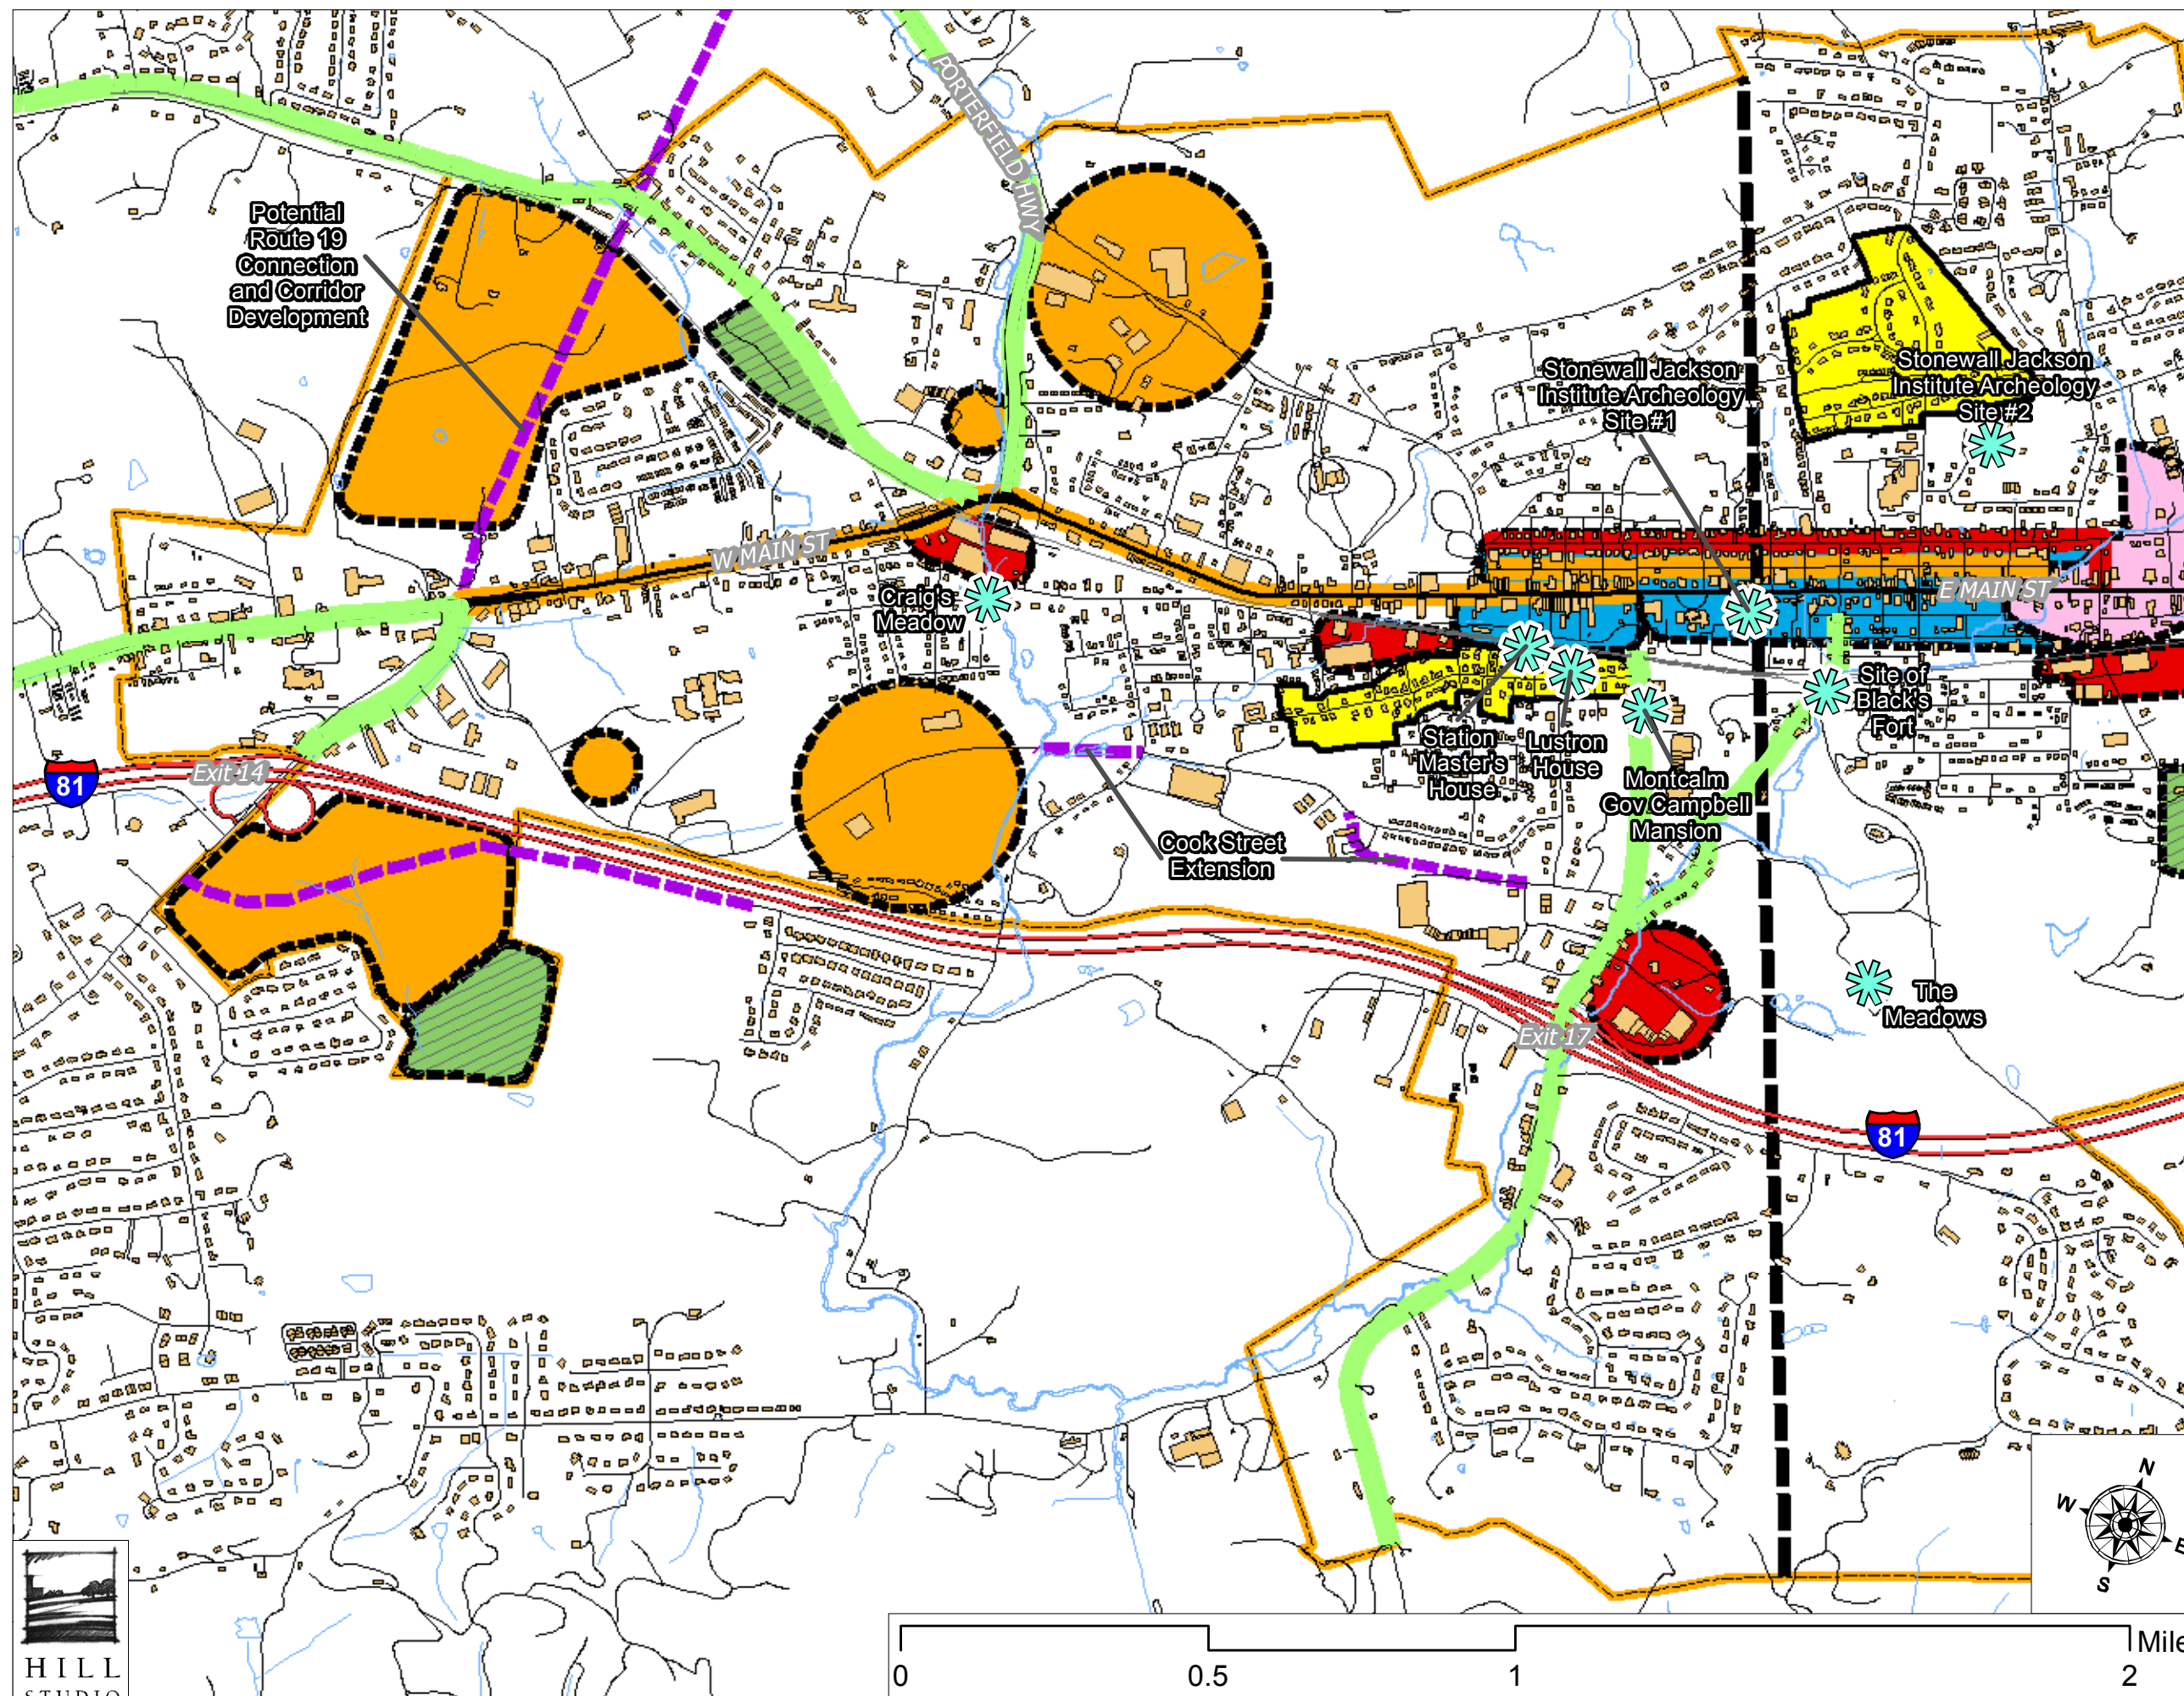 PORTERFIELD HWY
Potential
Route 19
Connection
and Corridor
Development
Stonewall Jackson
Institute Archeology
Site #1
Stonewall Jackson
Institute Archeology
Site #2
W MAIN ST
E MAIN ST
Craig's
Meadow
Site of
Black's
Fort
Station
Master's
House
Lustron
House
Montcalm
Gov Campbell
Mansion
Exit 14
81
Cook Street
Extension
The
Meadows
Exit 17
81
N
W
E
S
HILL
STUDIO
0
0.5
1
2
Mile